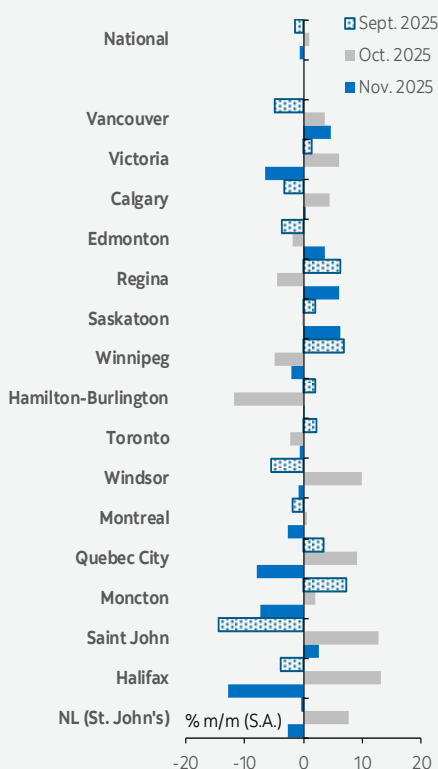 Sept. 2025
Oct. 2025
Nov. 2025
National
Vancouver
Victoria
Calgary
Edmonton
Regina
Saskatoon
Winnipeg
Hamilton-Burlington
Toronto
Windsor
Montreal
Quebec City
Moncton
Saint John
Halifax
NL (St. John's)
% m/m (S.A.)
-20 -10 0 10 20